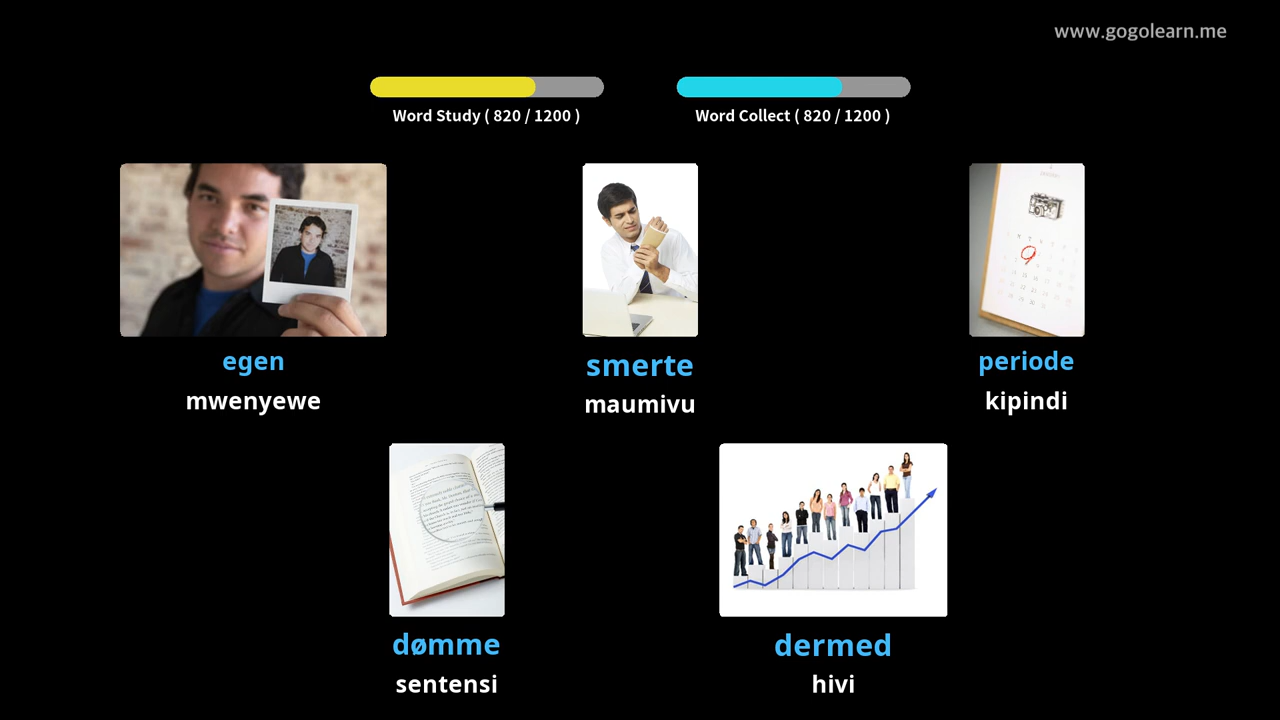 www.gogolearn.me
Word Study ( 820 / 1200 )
Word Collect ( 820 / 1200 )
egen
mwenyewe
smerte
maumivu
periode
kipindi
dømme
sentensi
dermed
hivi